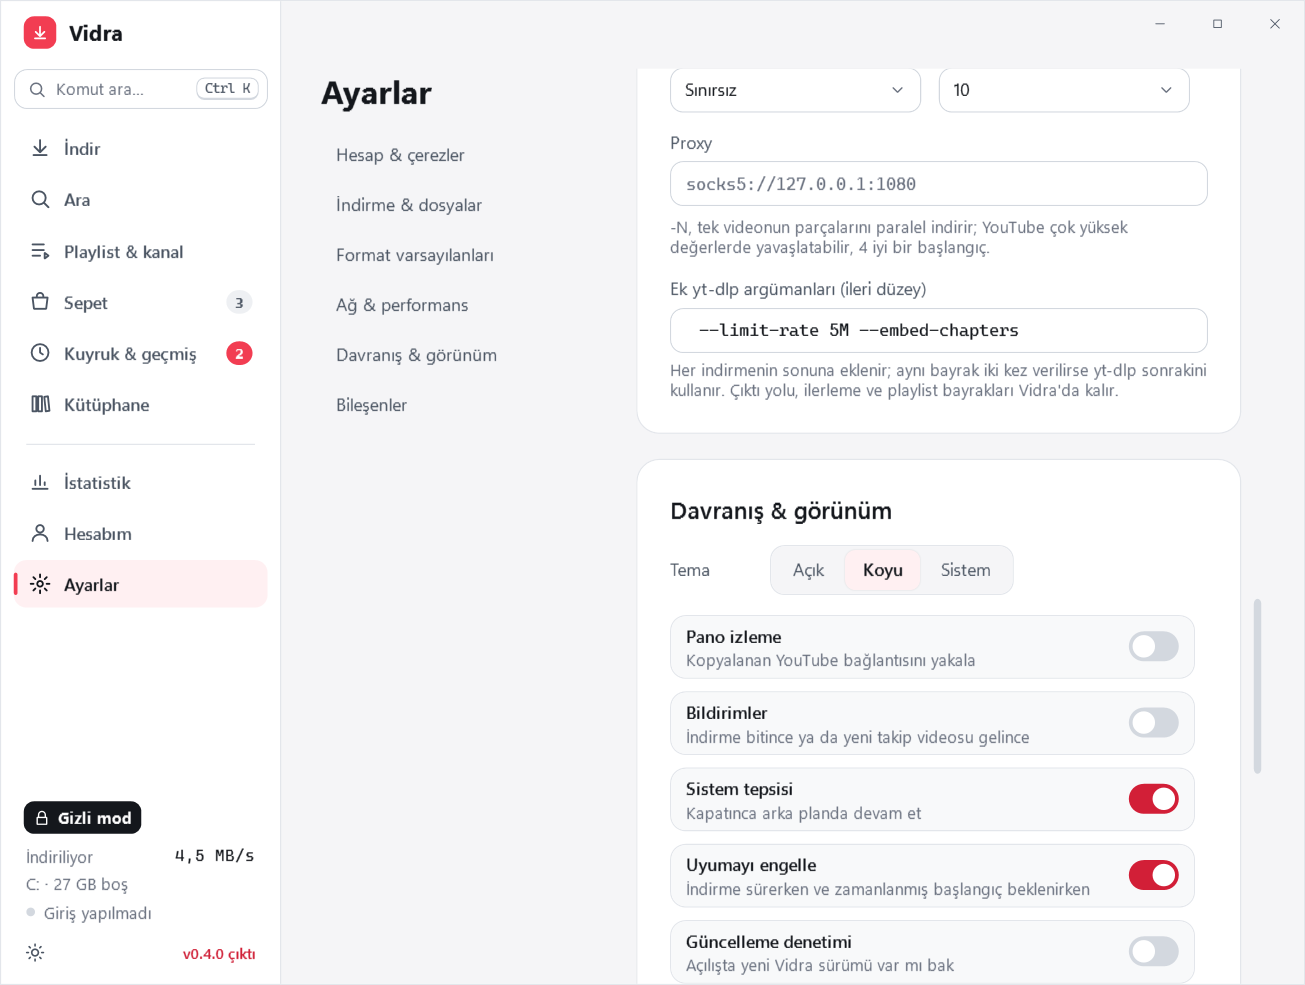 Vidra
Komut ara...
Ctrl K
İndir
Ara
Playlist & kanal
Sepet
3
Kuyruk & geçmiş
2
Kütüphane
İstatistik
Hesabım
Ayarlar
Gizli mod
İndiriliyor
4,5 MB/s
C: · 27 GB boş
Giriş yapılmadı
v0.4.0 çıktı
Ayarlar
Hesap & çerezler
İndirme & dosyalar
Format varsayılanları
Ağ & performans
Davranış & görünüm
Bileşenler
Sınırsız
10
Proxy
socks5://127.0.0.1:1080
-N, tek videonun parçalarını paralel indirir; YouTube çok yüksek
değerlerde yavaşlatabilir, 4 iyi bir başlangıç.
Ek yt-dlp argümanları (ileri düzey)
--limit-rate 5M --embed-chapters
Her indirmenin sonuna eklenir; aynı bayrak iki kez verilirse yt-dlp sonrakini
kullanır. Çıktı yolu, ilerleme ve playlist bayrakları Vidra'da kalır.
Davranış & görünüm
Tema
Açık
Koyu
Sistem
Pano izleme
Kopyalanan YouTube bağlantısını yakala
Bildirimler
İndirme bitince ya da yeni takip videosu gelince
Sistem tepsisi
Kapatınca arka planda devam et
Uyumayı engelle
İndirme sürerken ve zamanlanmış başlangıç beklenirken
Güncelleme denetimi
Açılışta yeni Vidra sürümü var mı bak